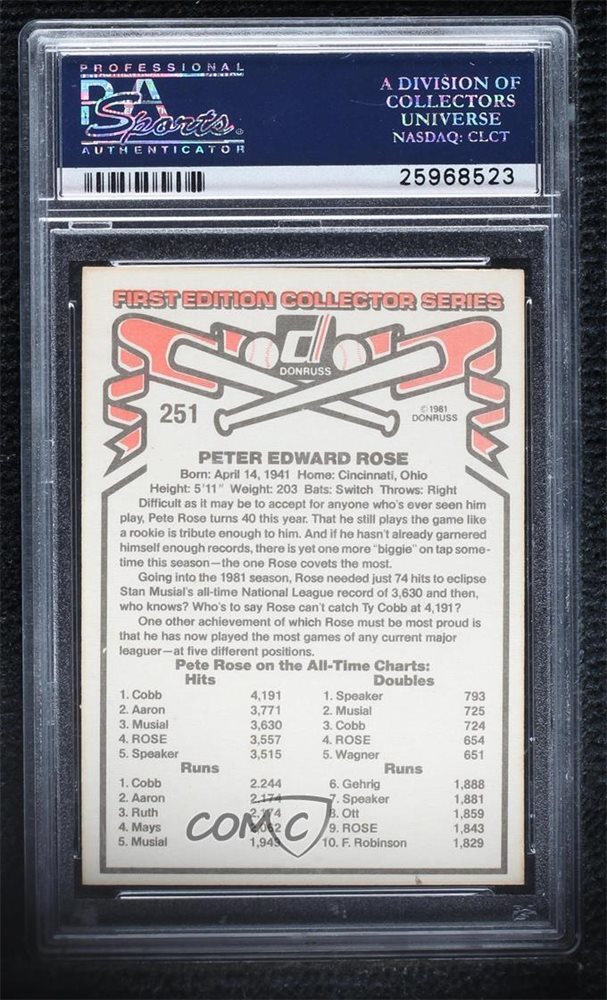 PROFESSIONAL
PSA
Sports
AUTHENTICATOR
A DIVISION OF
COLLECTORS
UNIVERSE
NASDAQ: CLCT
25968523
FIRST EDITION COLLECTOR SERIES
d
DONRUSS
251
© 1981
DONRUSS
PETER EDWARD ROSE
Born: April 14, 1941 Home: Cincinnati, Ohio
Height: 5'11" Weight: 203 Bats: Switch Throws: Right
Difficult as it may be to accept for anyone who's ever seen him
play, Pete Rose turns 40 this year. That he still plays the game like
a rookie is tribute enough to him. And if he hasn't already garnered
himself enough records, there is yet one more "biggie" on tap some-
time this season—the one Rose covets the most.
Going into the 1981 season, Rose needed just 74 hits to eclipse
Stan Musial's all-time National League record of 3,630 and then,
who knows? Who's to say Rose can't catch Ty Cobb at 4,191?
One other achievement of which Rose must be most proud is
that he has now played the most games of any current major
leaguer—at five different positions.
Pete Rose on the All-Time Charts:
Hits Doubles
1. Cobb 4,191 1. Speaker 793
2. Aaron 3,771 2. Musial 725
3. Musial 3,630 3. Cobb 724
4. ROSE 3,557 4. ROSE 654
5. Speaker 3,515 5. Wagner 651
Runs Runs
1. Cobb 2.244 6. Gehrig 1,888
2. Aaron 2.174 7. Speaker 1,881
3. Ruth 2.174 8. Ott 1,859
4. Mays 2,062 9. ROSE 1,843
5. Musial 1,949 10. F. Robinson 1,829
COMC